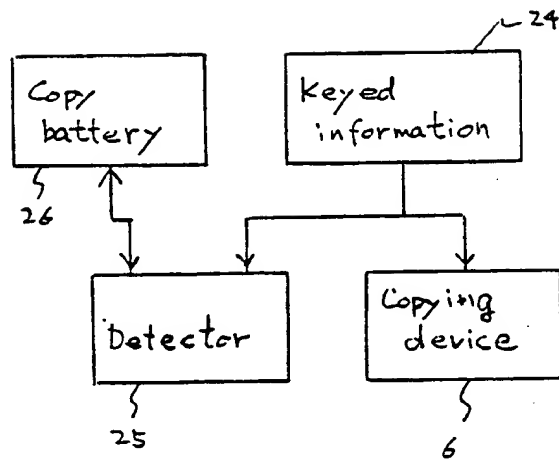 24
Copy
battery
Keyed
information
26
Detector
Copying
device
25
6